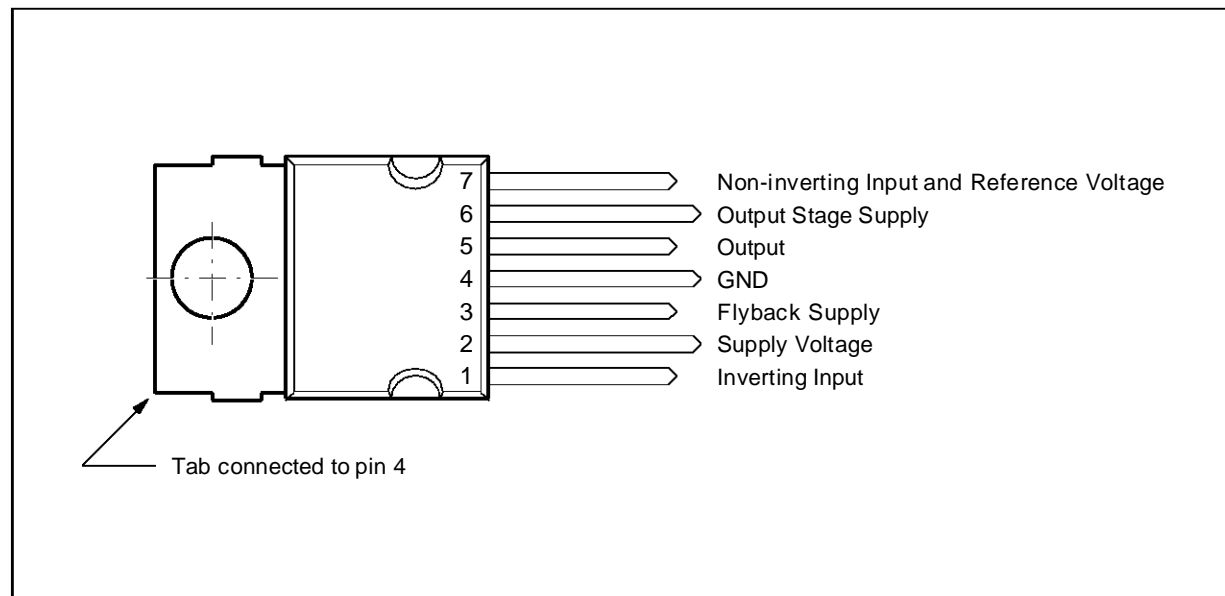 7 Non-inverting Input and Reference Voltage
6 Output Stage Supply
5 Output
4 GND
3 Flyback Supply
2 Supply Voltage
1 Inverting Input
Tab connected to pin 4